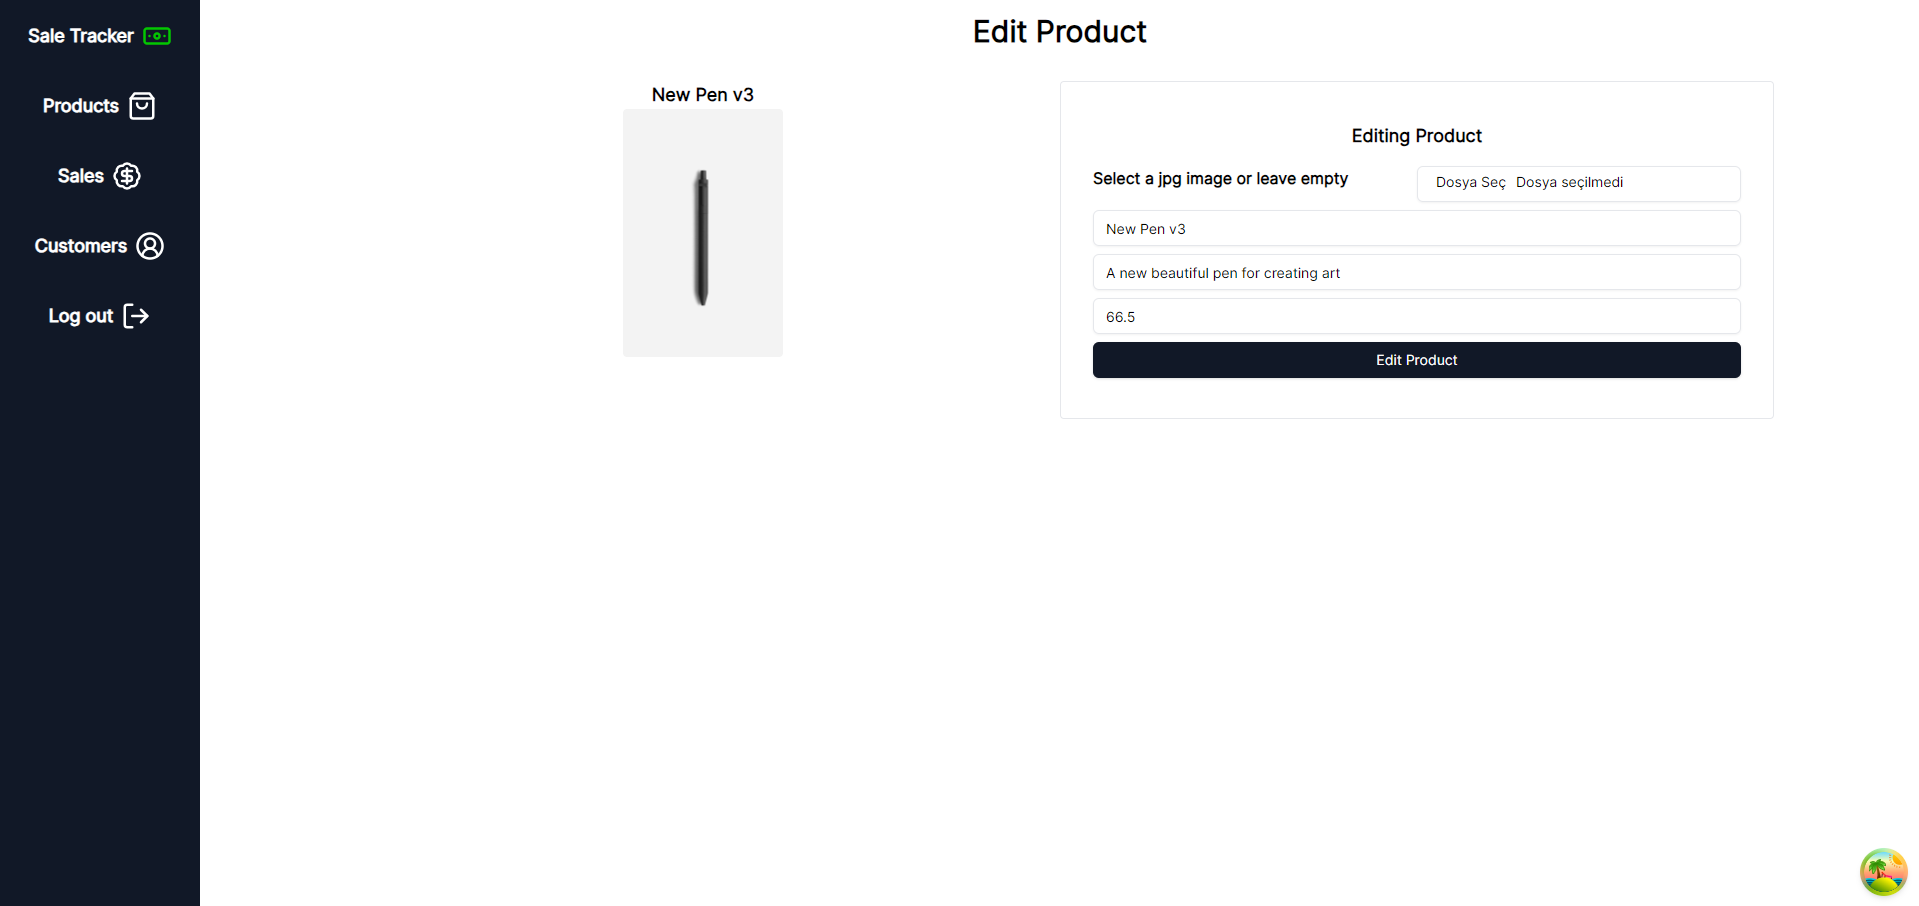 Sale Tracker
Products
Sales
Customers
Log out
Edit Product
New Pen v3
Editing Product
Select a jpg image or leave empty
Dosya Seç Dosya seçilmedi
New Pen v3
A new beautiful pen for creating art
66.5
Edit Product